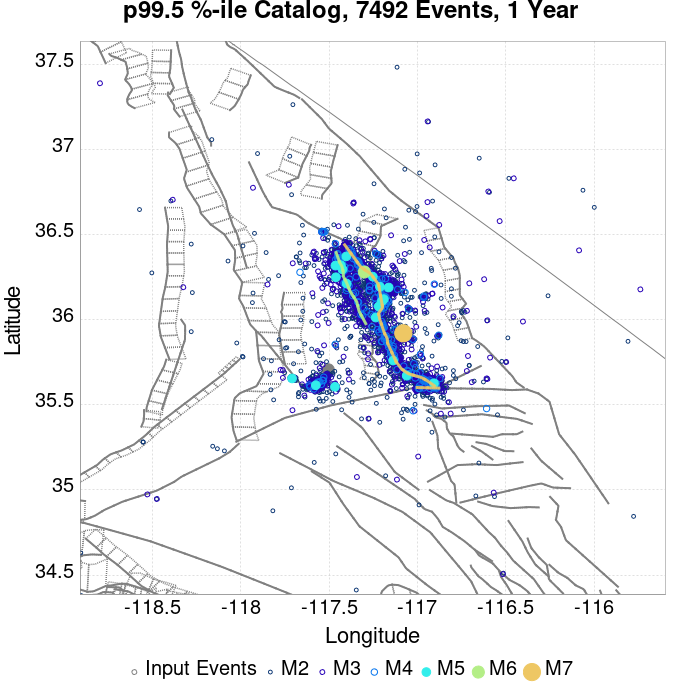 p99.5 %-ile Catalog, 7492 Events, 1 Year
37.5
37
36.5
36
35.5
35
34.5
Latitude
-118.5 -118 -117.5 -117 -116.5 -116
Longitude
Input Events M2 M3 M4 M5 M6 M7